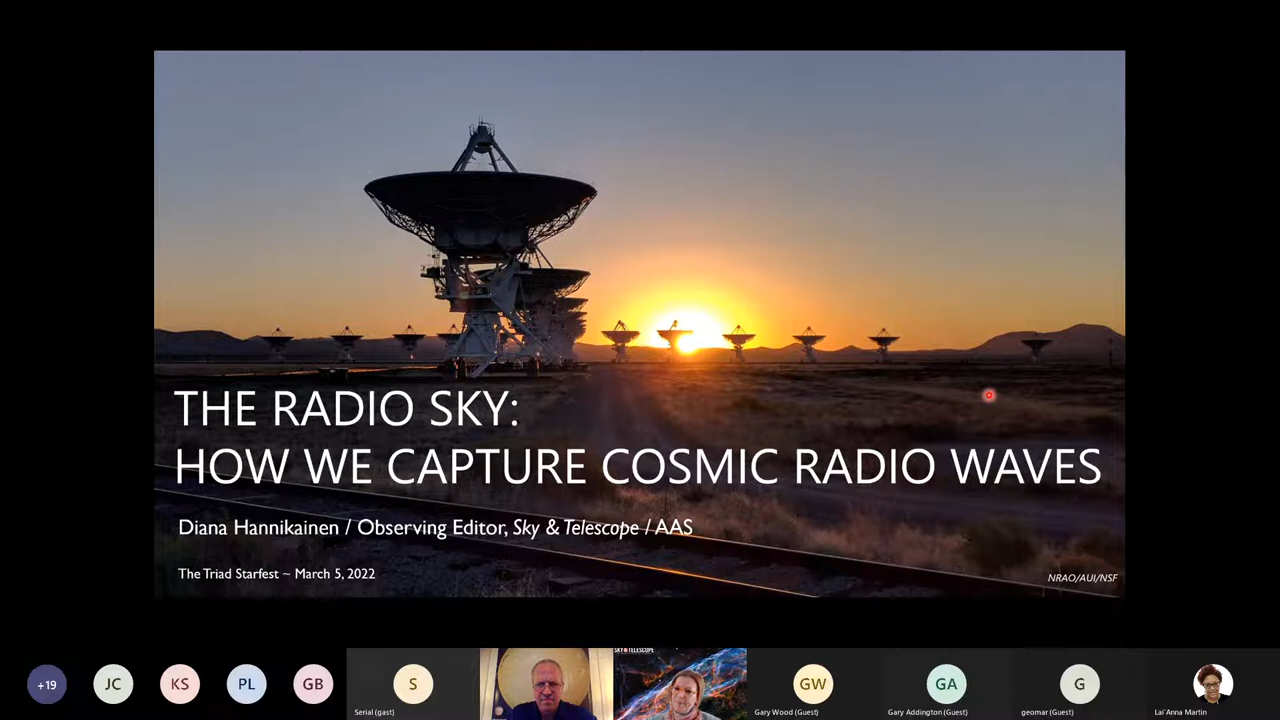 THE RADIO SKY:
HOW WE CAPTURE COSMIC RADIO WAVES
Diana Hannikainen / Observing Editor, Sky & Telescope / AAS
The Triad Starfest ~ March 5, 2022
NRAO/AUI/NSF
SKY & TELESCOPE
+19
JC
KS
PL
GB
S
GW
GA
G
Serial (gast)
Gary Wood (Guest)
Gary Addington (Guest)
geomar (Guest)
Lai'Anna Martin